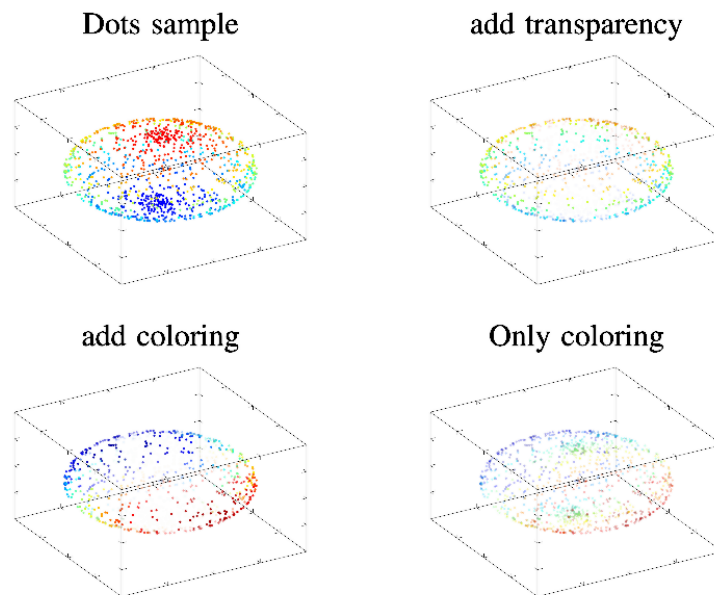 Dots sample
add transparency
add coloring
Only coloring